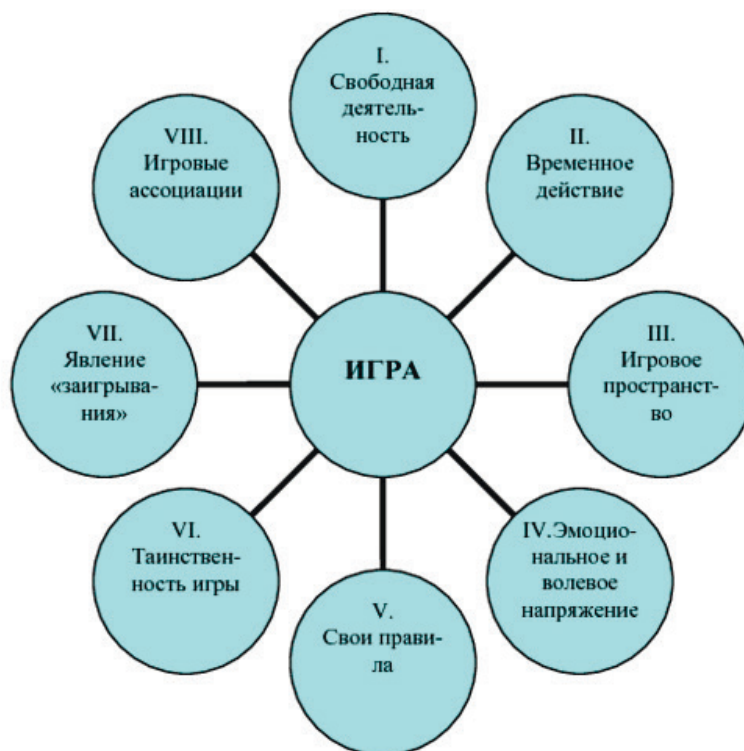 I.
Свободная
деятель-
ность
II.
Временное
действие
III.
Игровое
пространст-
во
IV.Эмоцио-
нальное и
волевое
напряжение
V.
Свои прави-
ла
VI.
Таинствен-
ность игры
VII.
Явление
«заигрыва-
ния»
VIII.
Игровые
ассоциации
ИГРА